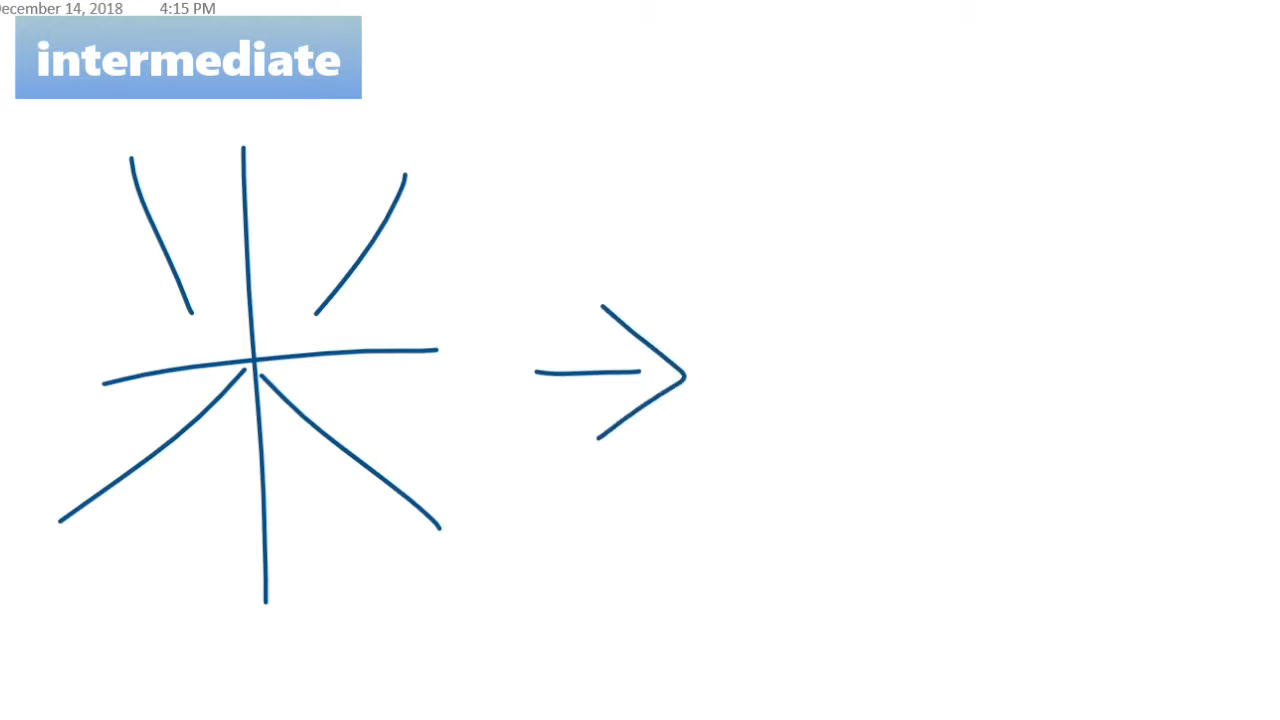 ecember 14, 2018 4:15 PM
intermediate
米 →